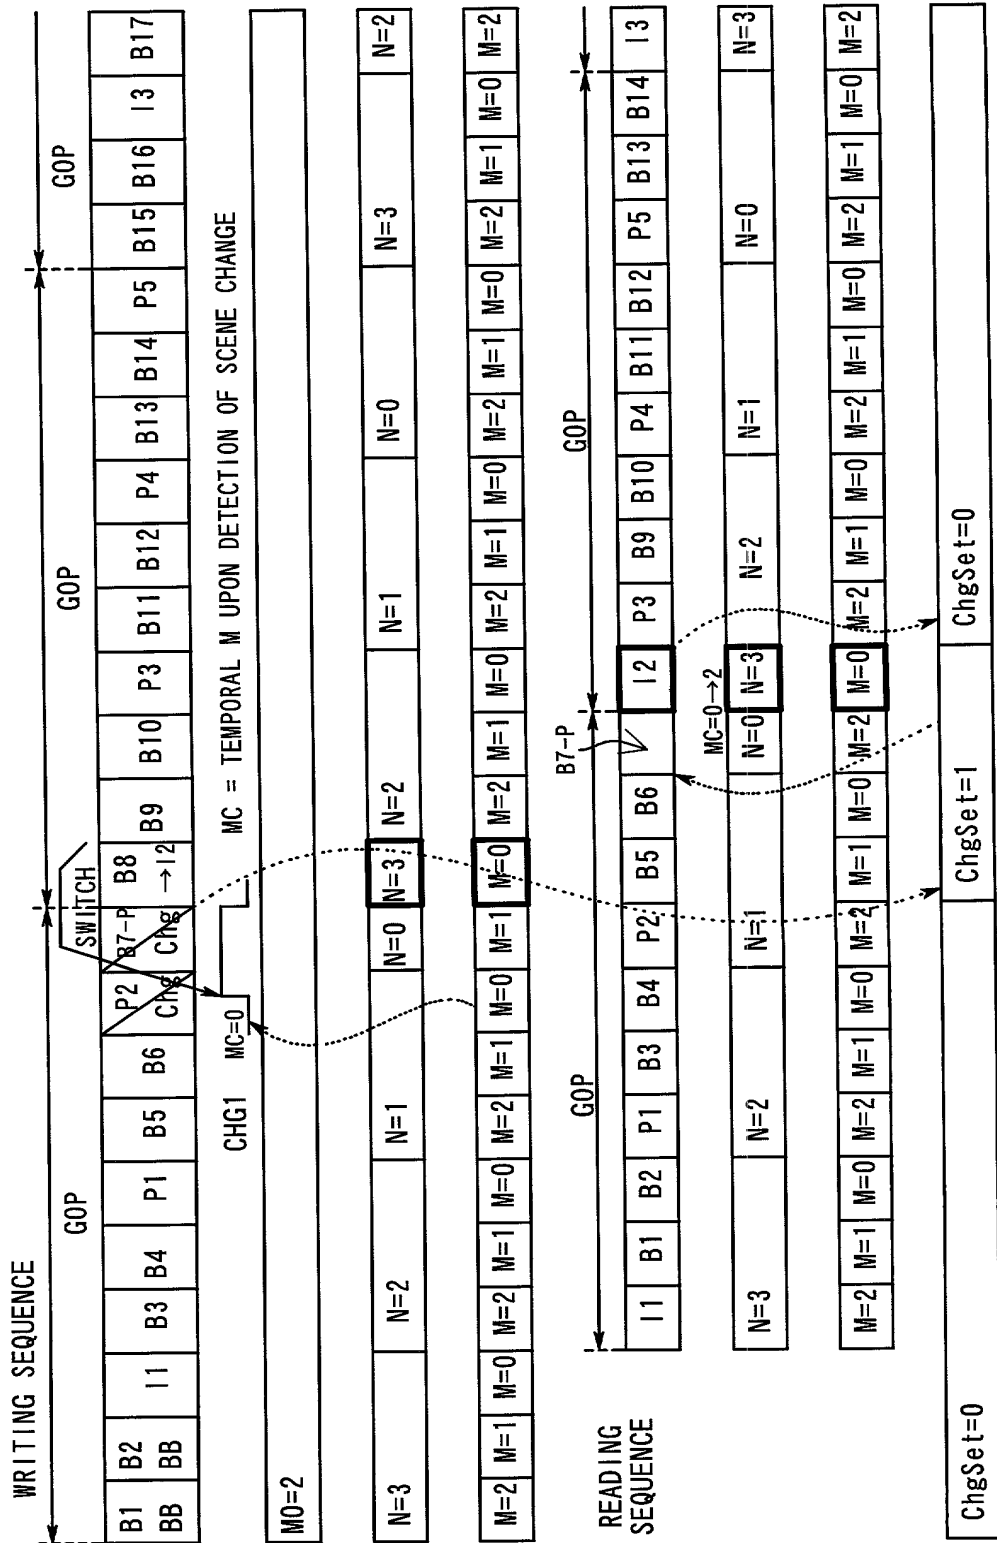 WRITING SEQUENCE
GOP GOP GOP
SWITCH
B1 B2 I1 B3 B4 P1 B5 B6 P2 B7-P B8 B9 B10 P3 B11 B12 P4 B13 B14 P5 B15 B16 I3 B17
BB BB Chg Chg →I2
CHG1 MC=0 MC = TEMPORAL M UPON DETECTION OF SCENE CHANGE
M0=2
N=3 N=2 N=1 N=0 N=3 N=2 N=1 N=0 N=3 N=2
M=2 M=1 M=0 M=2 M=1 M=0 M=2 M=1 M=0 M=1 M=0 M=2 M=1 M=0 M=2 M=1 M=0 M=2 M=1 M=0 M=2 M=1 M=0 M=2
READING
SEQUENCE
GOP GOP
B7-P
I1 B1 B2 P1 B3 B4 P2 B5 B6 I2 P3 B9 B10 P4 B11 B12 P5 B13 B14 I3
MC=0→2
N=3 N=2 N=1 N=0 N=3 N=2 N=1 N=0 N=3
M=2 M=1 M=0 M=2 M=1 M=0 M=2 M=1 M=0 M=2 M=0 M=2 M=1 M=0 M=2 M=1 M=0 M=2 M=1 M=0 M=2
ChgSet=0 ChgSet=1 ChgSet=0